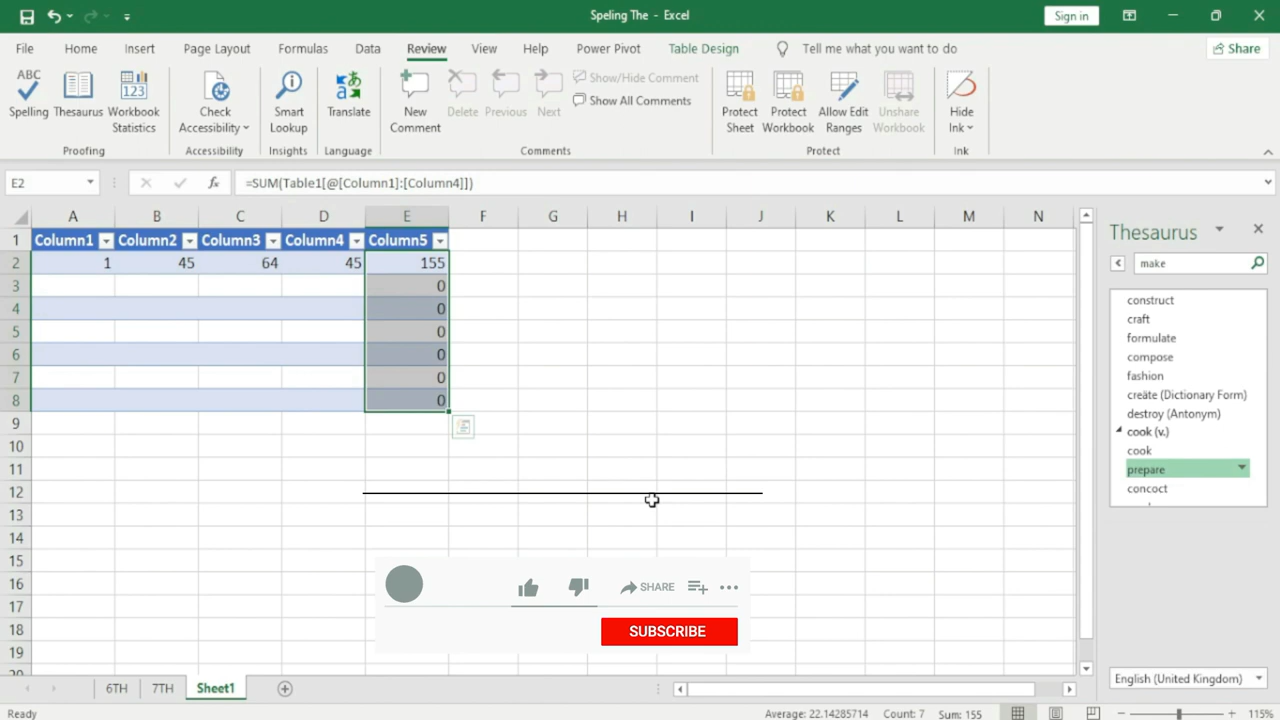 Speling The - Excel
Sign in
File Home Insert Page Layout Formulas Data Review View Help Power Pivot Table Design Tell me what you want to do Share
ABC
Spelling
Thesaurus
123
Workbook Statistics
Proofing
Check Accessibility
Accessibility
Smart Lookup
Insights
Translate
Language
New Comment
Delete
Previous
Next
Show/Hide Comment
Show All Comments
Comments
Protect Sheet
Protect Workbook
Allow Edit Ranges
Unshare Workbook
Protect
Hide Ink
Ink
E2 fx =SUM(Table1[@[Column1]:[Column4]])
A B C D E F G H I J K L M N
1 Column1 Column2 Column3 Column4 Column5
2 1 45 64 45 155
3 0
4 0
5 0
6 0
7 0
8 0
9
10
11
12
13
14
15
16
17
18
19
Thesaurus
make
construct
craft
formulate
compose
fashion
create (Dictionary Form)
destroy (Antonym)
cook (v.)
cook
prepare
concoct
English (United Kingdom)
SHARE
SUBSCRIBE
6TH 7TH Sheet1
Ready Average: 22.14285714 Count: 7 Sum: 155 115%